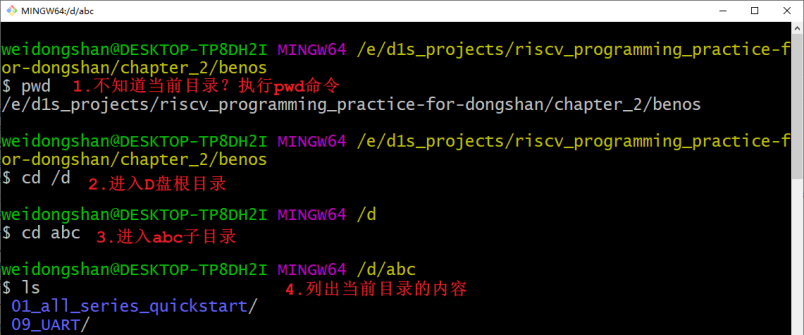 MINGW64:/d/abc
weidongshan@DESKTOP-TP8DH2I MINGW64 /e/d1s_projects/riscv_programming_practice-f
or-dongshan/chapter_2/benos
$ pwd 1.不知道当前目录？执行pwd命令
/e/d1s_projects/riscv_programming_practice-for-dongshan/chapter_2/benos
weidongshan@DESKTOP-TP8DH2I MINGW64 /e/d1s_projects/riscv_programming_practice-f
or-dongshan/chapter_2/benos
$ cd /d 2.进入D盘根目录
weidongshan@DESKTOP-TP8DH2I MINGW64 /d
$ cd abc 3.进入abc子目录
weidongshan@DESKTOP-TP8DH2I MINGW64 /d/abc
$ ls 4.列出当前目录的内容
01_all_series_quickstart/
09_UART/